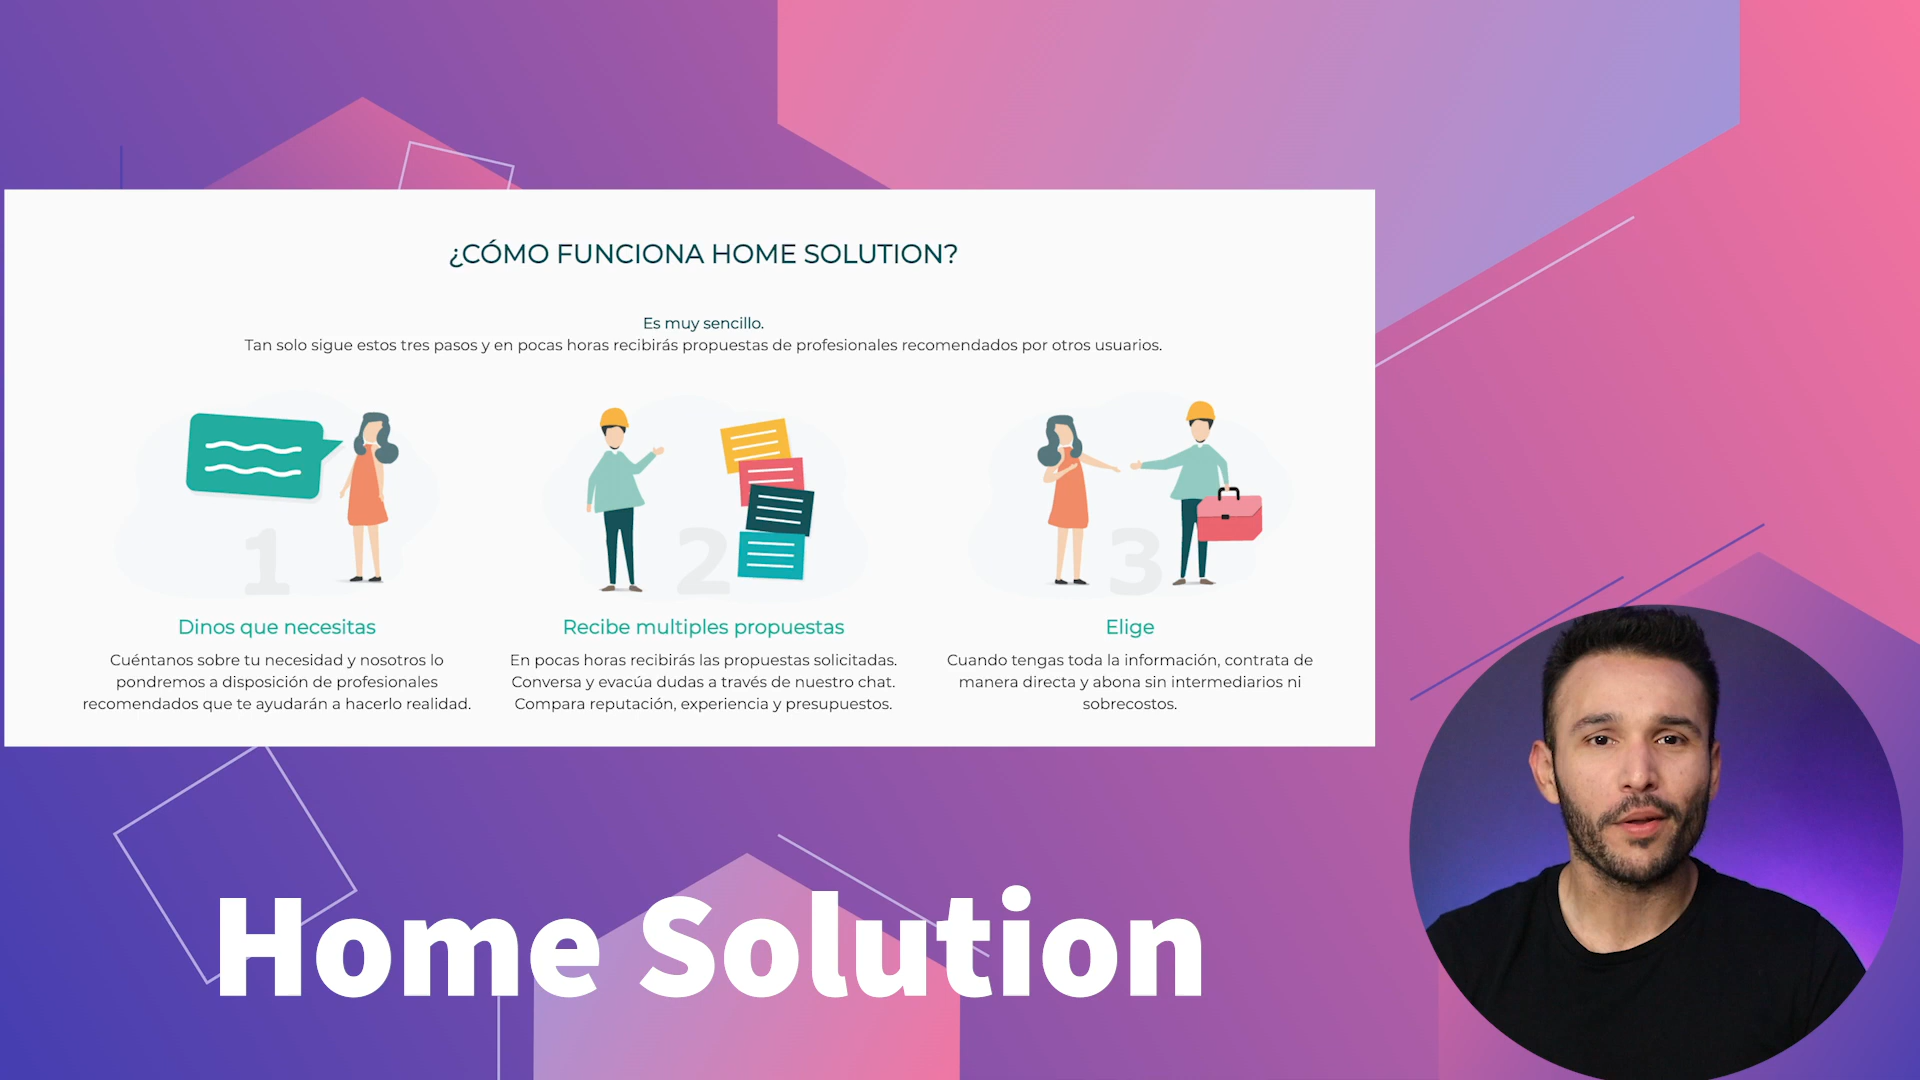 ¿CÓMO FUNCIONA HOME SOLUTION?
Es muy sencillo.
Tan solo sigue estos tres pasos y en pocas horas recibirás propuestas de profesionales recomendados por otros usuarios.
1
2
3
Dinos que necesitas
Cuéntanos sobre tu necesidad y nosotros lo
pondremos a disposición de profesionales
recomendados que te ayudarán a hacerlo realidad.
Recibe multiples propuestas
En pocas horas recibirás las propuestas solicitadas.
Conversa y evacúa dudas a través de nuestro chat.
Compara reputación, experiencia y presupuestos.
Elige
Cuando tengas toda la información, contrata de
manera directa y abona sin intermediarios ni
sobrecostos.
Home Solution